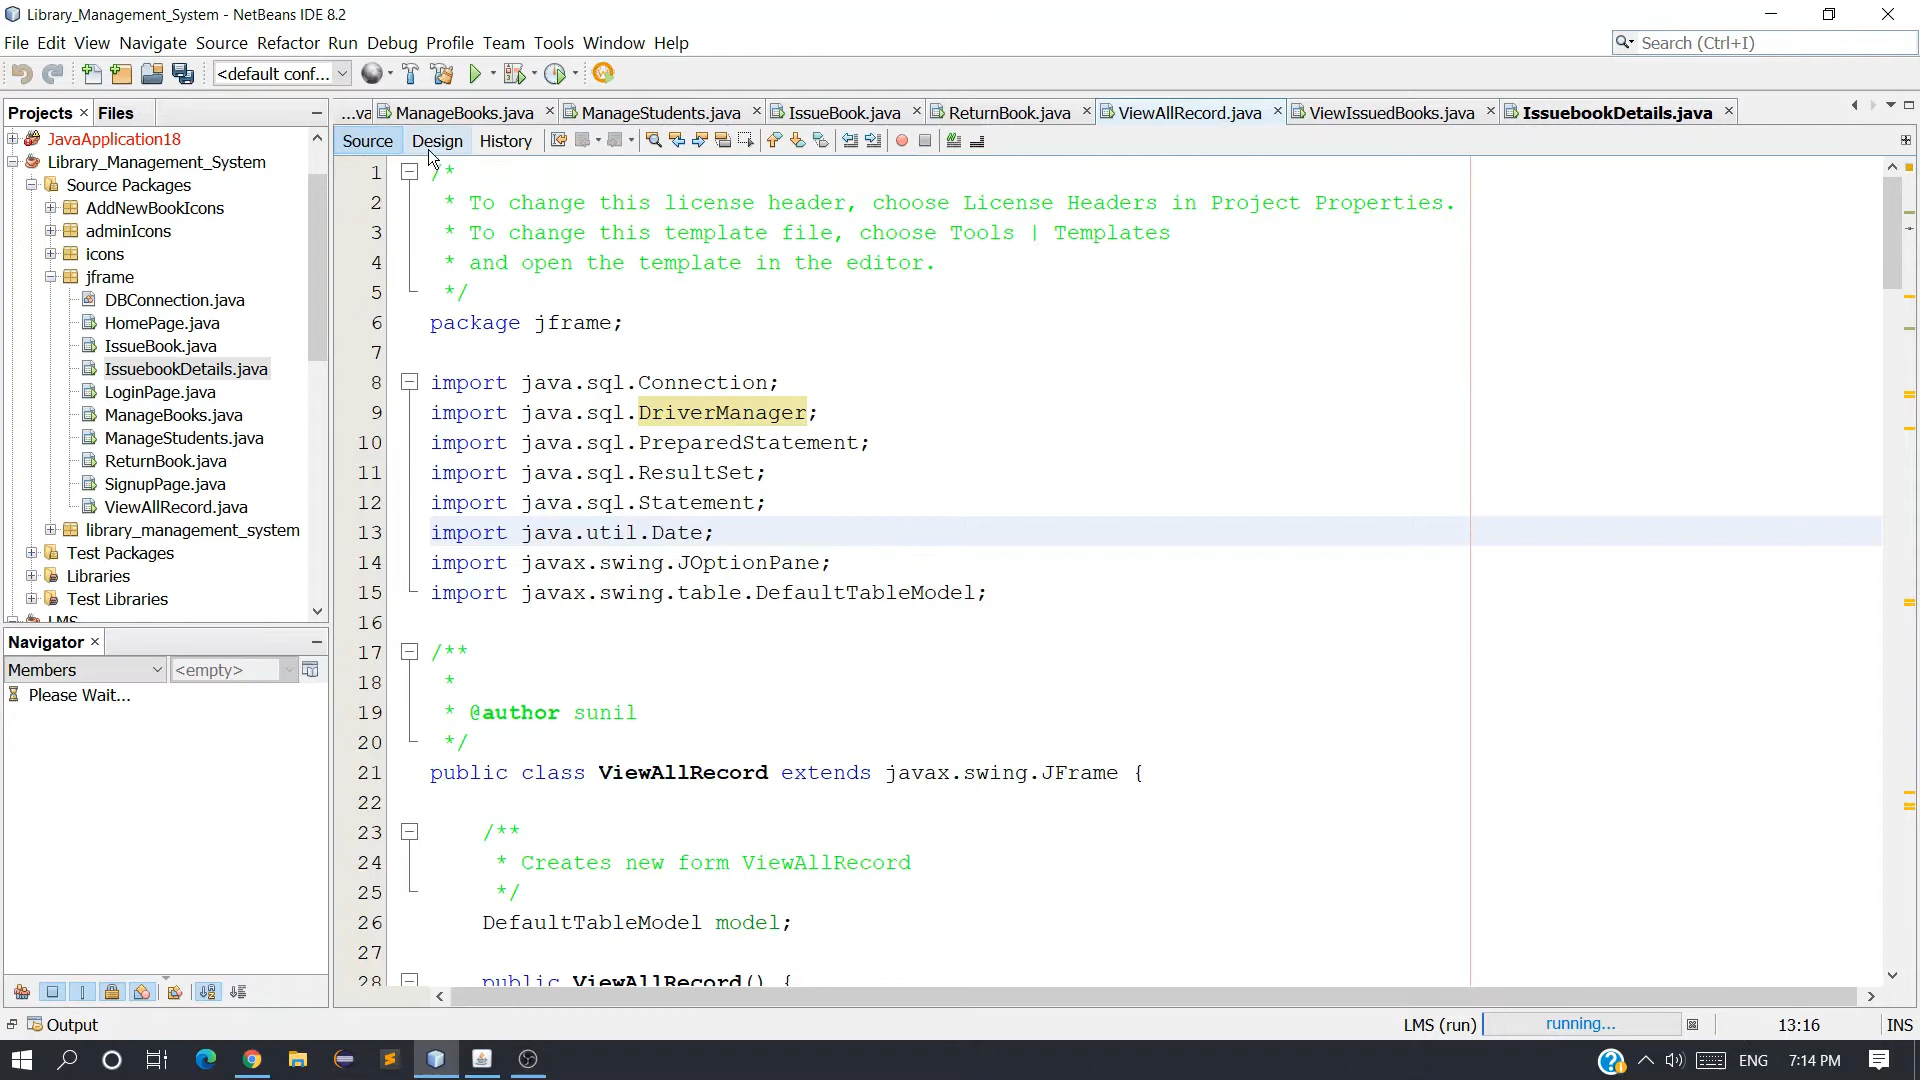 Library_Management_System - NetBeans IDE 8.2
File Edit View Navigate Source Refactor Run Debug Profile Team Tools Window Help
Search (Ctrl+I)
<default conf...
Projects Files
...va ManageBooks.java ManageStudents.java IssueBook.java ReturnBook.java ViewAllRecord.java ViewIssuedBooks.java IssuebookDetails.java
Source Design History
JavaApplication18
Library_Management_System
Source Packages
AddNewBookIcons
adminIcons
icons
jframe
DBConnection.java
HomePage.java
IssueBook.java
IssuebookDetails.java
LoginPage.java
ManageBooks.java
ManageStudents.java
ReturnBook.java
SignupPage.java
ViewAllRecord.java
library_management_system
Test Packages
Libraries
Test Libraries
LMS
Navigator
Members <empty>
Please Wait...
1 /*
2 * To change this license header, choose License Headers in Project Properties.
3 * To change this template file, choose Tools | Templates
4 * and open the template in the editor.
5 */
6 package jframe;
7
8 import java.sql.Connection;
9 import java.sql.DriverManager;
10 import java.sql.PreparedStatement;
11 import java.sql.ResultSet;
12 import java.sql.Statement;
13 import java.util.Date;
14 import javax.swing.JOptionPane;
15 import javax.swing.table.DefaultTableModel;
16
17 /**
18 *
19 * @author sunil
20 */
21 public class ViewAllRecord extends javax.swing.JFrame {
22
23 /**
24 * Creates new form ViewAllRecord
25 */
26 DefaultTableModel model;
27
28 public ViewAllRecord() {
Output
LMS (run) running... 13:16 INS
ENG 7:14 PM